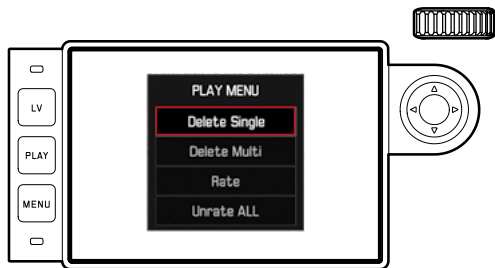 LV
PLAY
MENU
PLAY MENU
Delete Single
Delete Multi
Rate
Unrate ALL